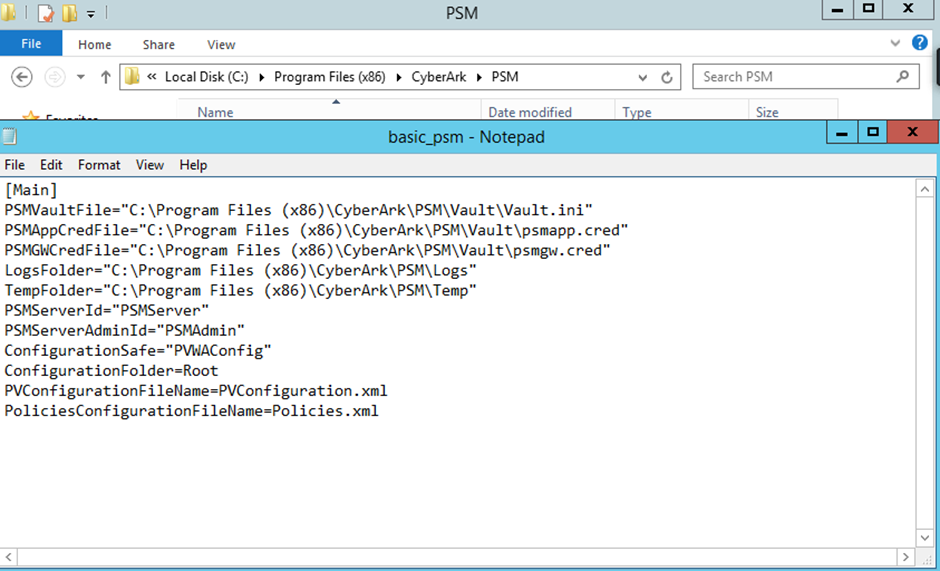 PSM
File Home Share View
« Local Disk (C:) Program Files (x86) CyberArk PSM Search PSM
Favorites Name Date modified Type Size
basic_psm - Notepad
File Edit Format View Help
[Main]
PSMVaultFile="C:\Program Files (x86)\CyberArk\PSM\Vault\Vault.ini"
PSMAppCredFile="C:\Program Files (x86)\CyberArk\PSM\Vault\psmapp.cred"
PSMGWCredFile="C:\Program Files (x86)\CyberArk\PSM\Vault\psmgw.cred"
LogsFolder="C:\Program Files (x86)\CyberArk\PSM\Logs"
TempFolder="C:\Program Files (x86)\CyberArk\PSM\Temp"
PSMServerId="PSMServer"
PSMServerAdminId="PSMAdmin"
ConfigurationSafe="PVWAConfig"
ConfigurationFolder=Root
PVConfigurationFileName=PVConfiguration.xml
PoliciesConfigurationFileName=Policies.xml